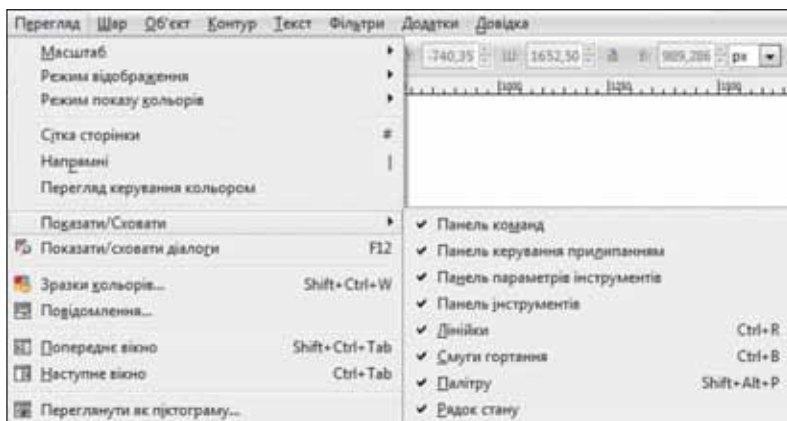 Перегляд Шар Об'єкт Контур Текст Фільтри Додатки Довідка
-740,35 Ш: 1652,50 В: 989,286 px
Масштаб
Режим відображення
Режим показу кольорів
Сітка сторінки #
Напрямні |
Перегляд керування кольором
Показати/Сховати
Показати/сховати діалоги F12
Зразки кольорів... Shift+Ctrl+W
Повідомлення...
Попереднє вікно Shift+Ctrl+Tab
Наступне вікно Ctrl+Tab
Переглянути як піктограму...
Панель команд
Панель керування прилипанням
Панель параметрів інструментів
Панель інструментів
Лінійки Ctrl+R
Смуги гортання Ctrl+B
Палітру Shift+Alt+P
Рядок стану